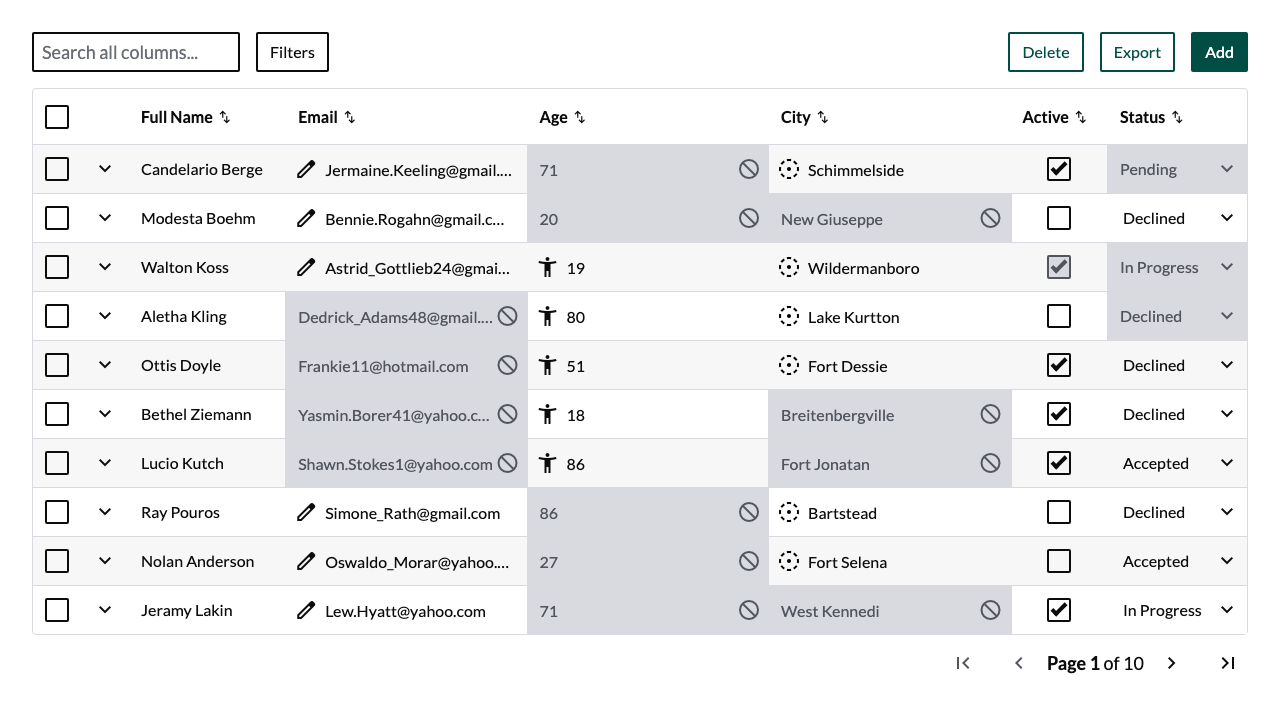 Search all columns... Filters Delete Export Add
Full Name Email Age City Active Status
Candelario Berge Jermaine.Keeling@gmail.... 71 Schimmelside Pending
Modesta Boehm Bennie.Rogahn@gmail.c... 20 New Giuseppe Declined
Walton Koss Astrid_Gottlieb24@gmai... 19 Wildermanboro In Progress
Aletha Kling Dedrick_Adams48@gmail.... 80 Lake Kurtton Declined
Ottis Doyle Frankie11@hotmail.com 51 Fort Dessie Declined
Bethel Ziemann Yasmin.Borer41@yahoo.c... 18 Breitenbergville Declined
Lucio Kutch Shawn.Stokes1@yahoo.com 86 Fort Jonatan Accepted
Ray Pouros Simone_Rath@gmail.com 86 Bartstead Declined
Nolan Anderson Oswaldo_Morar@yahoo.... 27 Fort Selena Accepted
Jeramy Lakin Lew.Hyatt@yahoo.com 71 West Kennedi In Progress
Page 1 of 10